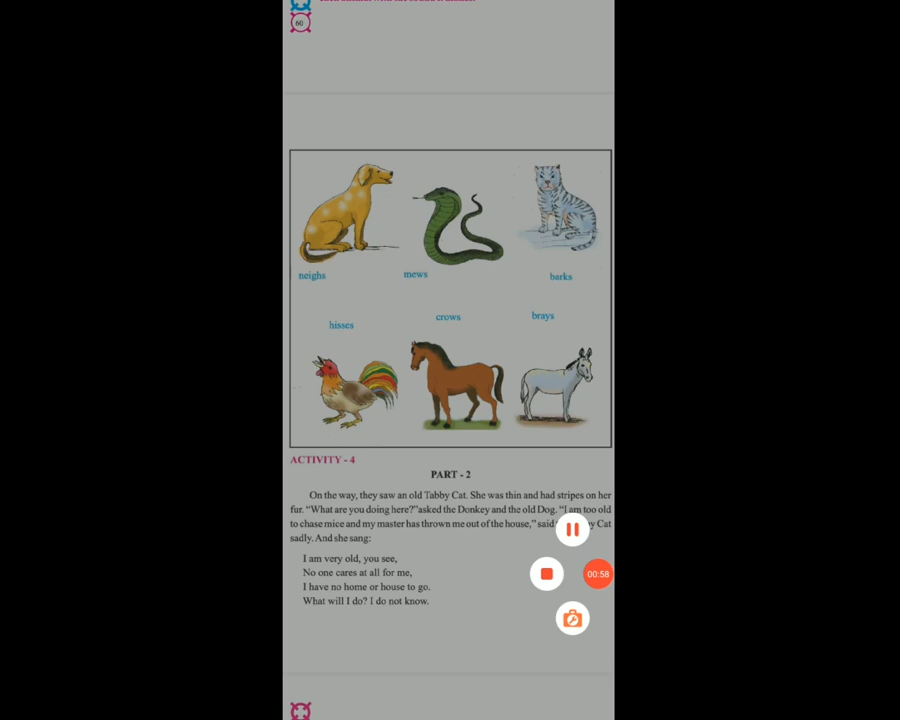 60
neighs
mews
barks
hisses
crows
brays
ACTIVITY - 4
PART - 2
On the way, they saw an old Tabby Cat. She was thin and had stripes on her
fur. “What are you doing here?”asked the Donkey and the old Dog. “I am too old
to chase mice and my master has thrown me out of the house,” said Cat
sadly. And she sang:
I am very old, you see,
No one cares at all for me,
I have no home or house to go.
What will I do? I do not know.
00:58